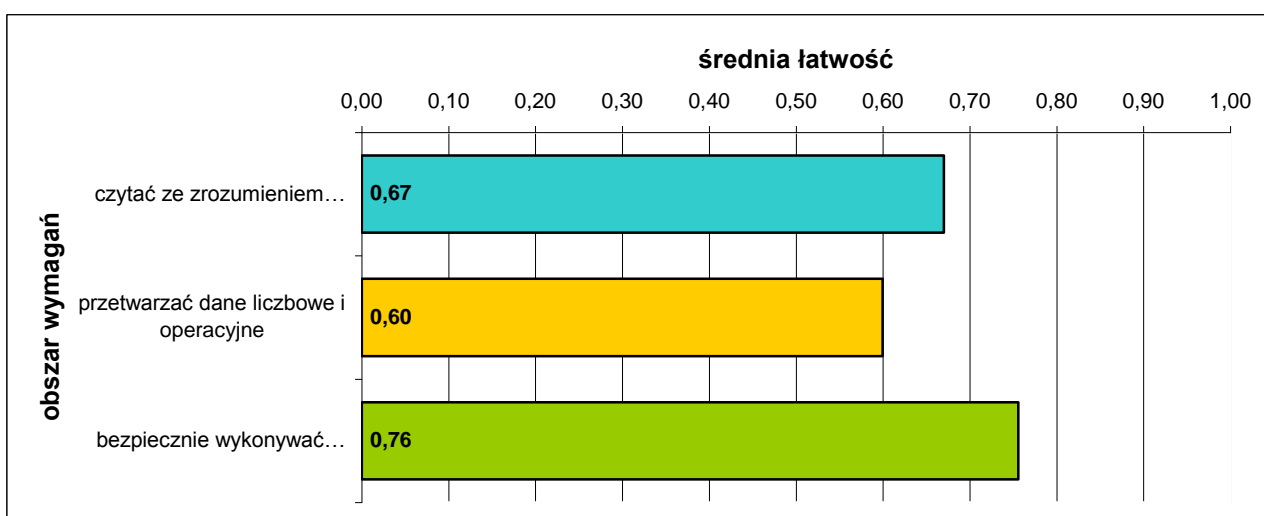 średnia łatwość
0,00 0,10 0,20 0,30 0,40 0,50 0,60 0,70 0,80 0,90 1,00
obszar wymagań
czytać ze zrozumieniem…
0,67
przetwarzać dane liczbowe i
operacyjne
0,60
bezpiecznie wykonywać…
0,76